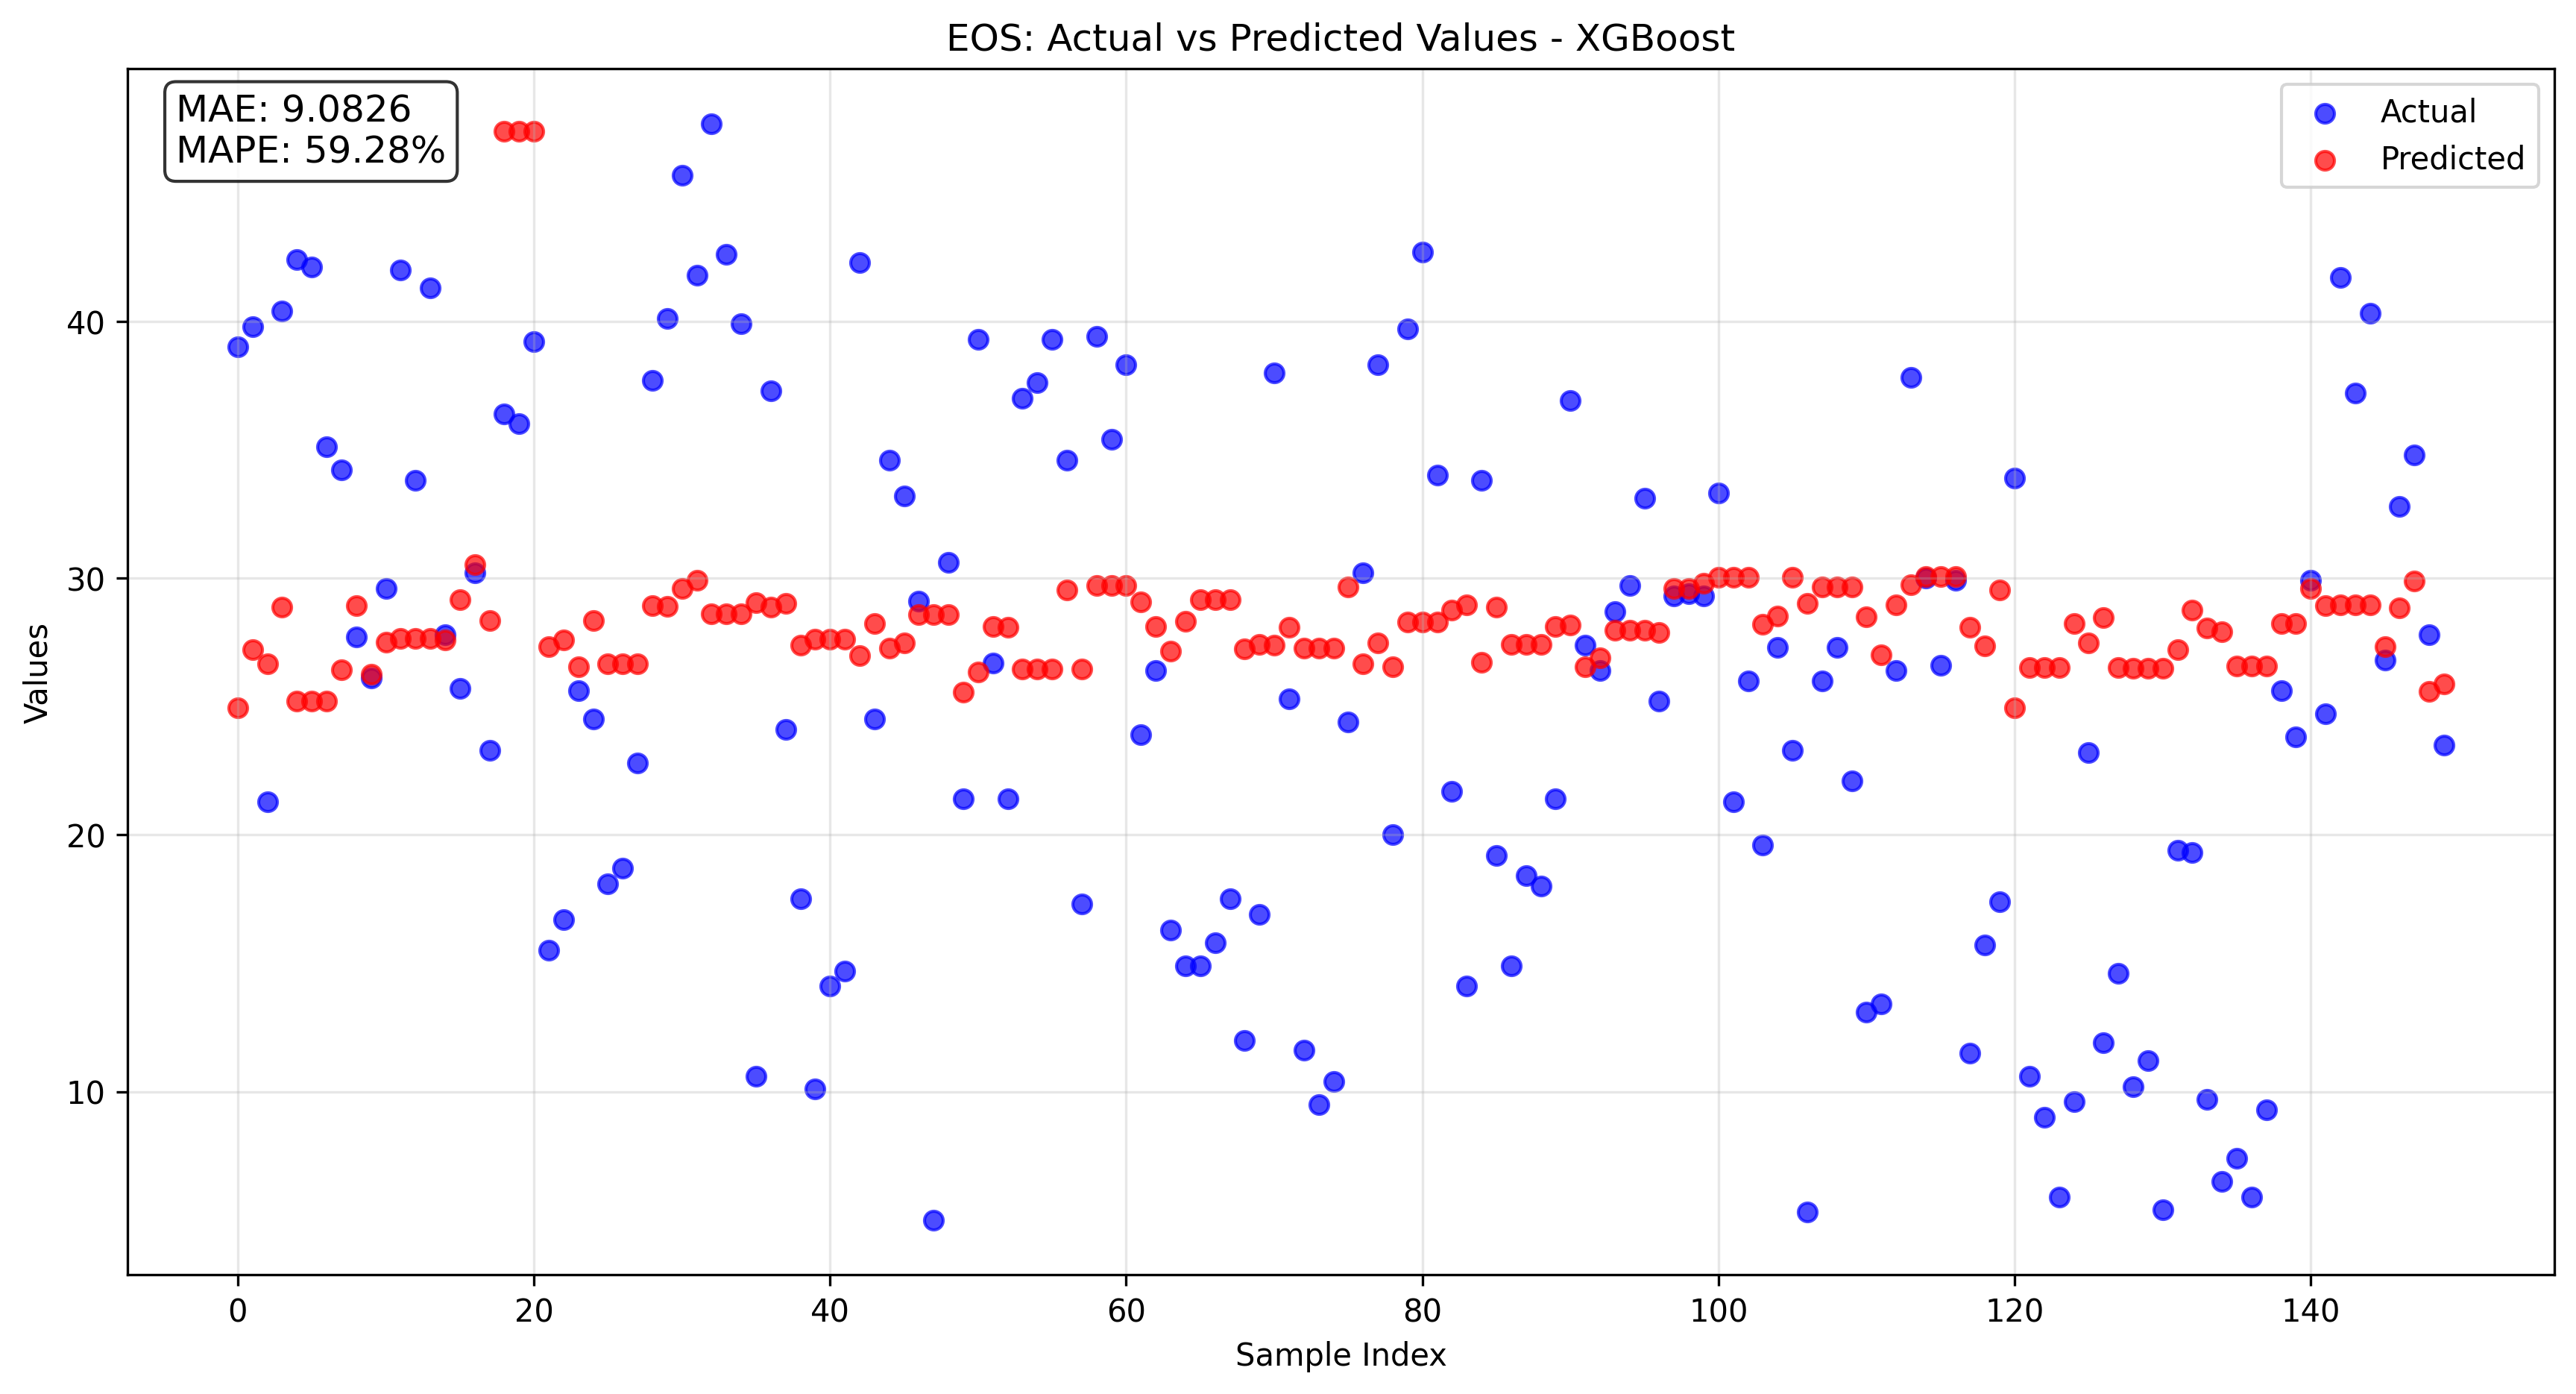 EOS: Actual vs Predicted Values - XGBoost
MAE: 9.0826
MAPE: 59.28%
Actual
Predicted
Values
40
30
20
10
0
20
40
60
80
100
120
140
Sample Index